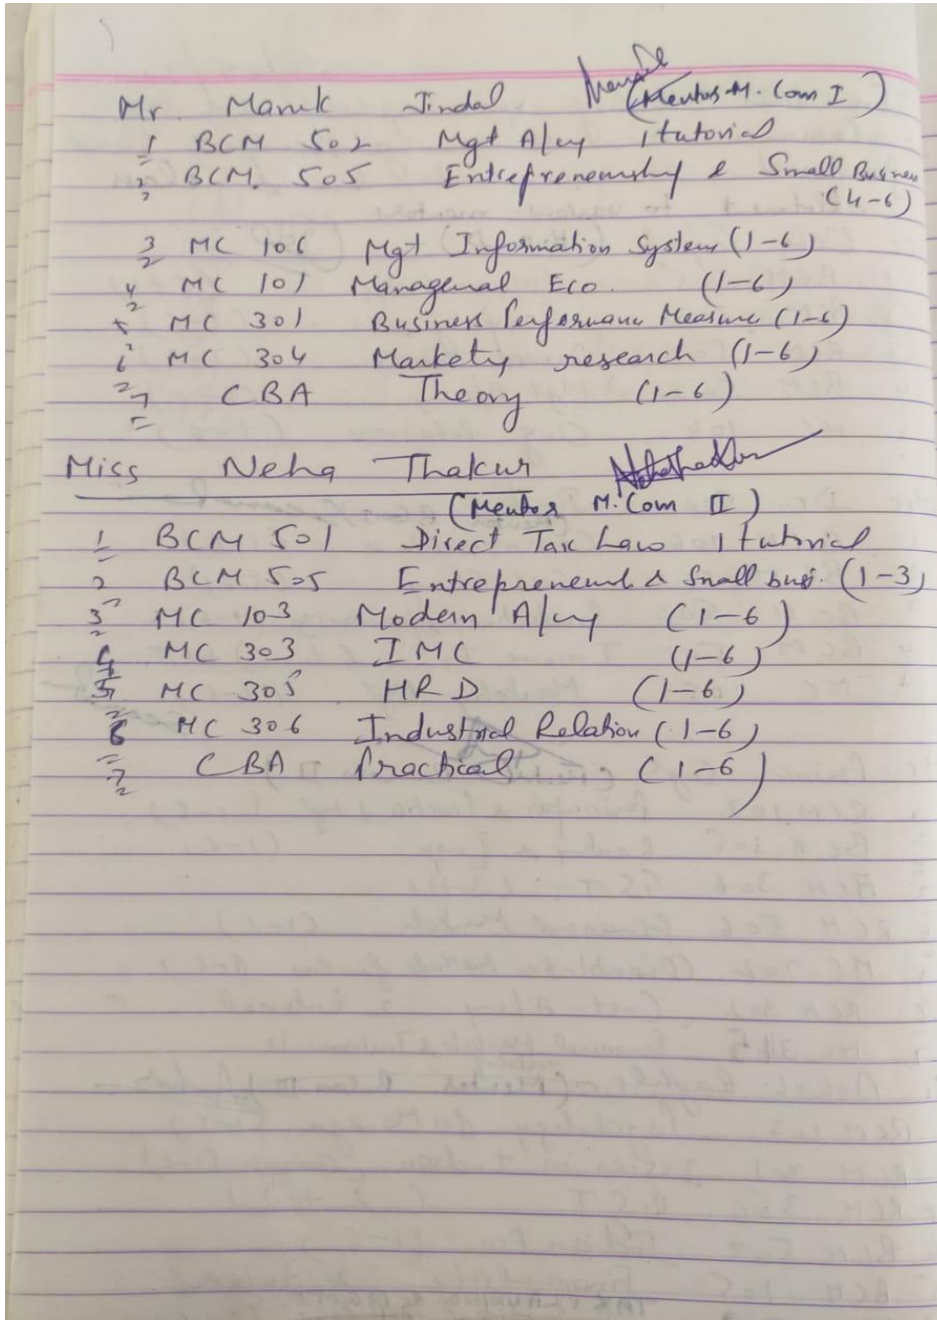 Mr. Manik Jindal (Mentor M. Com I)
1 BCM 502 Mgt A/cy 1 tutorial
2 BCM. 505 Entrepreneurship & Small Business
(4-6)
3 MC 106 Mgt Information System (1-6)
4 MC 101 Managerial Eco. (1-6)
5 MC 301 Business Performance Measure (1-6)
6 MC 304 Markety research (1-6)
7 CBA Theory (1-6)
Miss Neha Thakur
(Mentor M. Com II)
1 BCM 501 Direct Tax Law 1 tutorial
2 BCM 505 Entrepreneur & Small busi. (1-3)
3 MC 103 Modern A/cy (1-6)
4 MC 303 IMC (1-6)
5 MC 305 HRD (1-6)
6 MC 306 Industrial Relation (1-6)
7 CBA Practical (1-6)